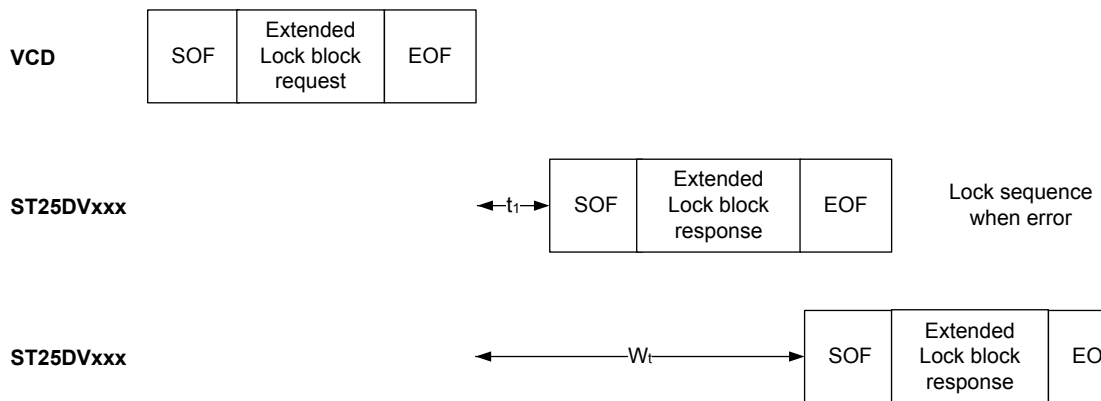 VCD
SOF
Extended
Lock block
request
EOF
ST25DVxxx
t1
SOF
Extended
Lock block
response
EOF
Lock sequence
when error
ST25DVxxx
Wt
SOF
Extended
Lock block
response
EO